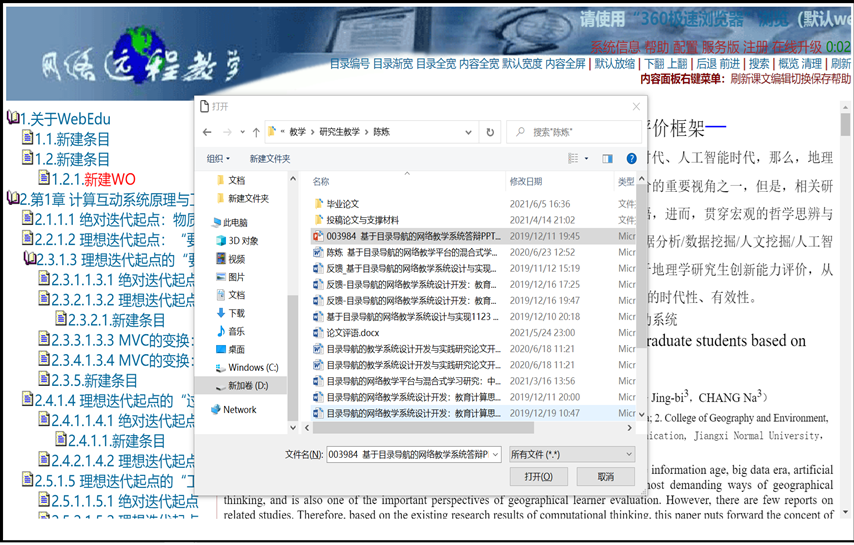 请使用 "360极速浏览器" 浏览 (默认we
网络远程教学
系统信息 帮助 配置 服务版 注册 在线升级 0:02
目录编号 目录渐宽 目录全宽 内容全宽 默认宽度 内容全屏 | 默认放缩 | 下翻 上翻 | 后退 前进 | 搜索 | 概览 清理 | 刷新
内容面板右键菜单：刷新课文编辑切换保存帮助
1.关于WebEdu
1.1.新建条目
1.2.新建条目
1.2.1.新建WO
2.第1章 计算互动系统原理与工
2.1.1.1 绝对迭代起点：物质
2.2.1.2 理想迭代起点："要
2.3.1.3 理想迭代起点的"要
2.3.1.1.3.1 绝对迭代起点
2.3.2.1.3.2 理想迭代起点
2.3.2.1.新建条目
2.3.3.1.3.3 MVC的变换：
2.3.4.1.3.4 MVC的变换：
2.3.5.新建条目
2.4.1.4 理想迭代起点的"过
2.4.1.1.4.1 绝对迭代起点
2.4.1.1.新建条目
2.4.2.1.4.2 理想迭代起点
2.5.1.5 理想迭代起点的"工
2.5.1.1.5.1 绝对迭代起点
2.5.2.1.5.2 理想迭代起点
打开
« 教学 › 研究生教学 › 陈炼
搜索"陈炼"
组织 新建文件夹
文档
新建文件夹
此电脑
3D 对象
视频
图片
文档
下载
音乐
桌面
Windows (C:)
新加卷 (D:)
Network
名称 修改日期 类型
毕业论文 2021/6/5 16:36 文件
投稿论文与支撑材料 2021/4/14 21:02 文件
003984 基于目录导航的网络教学系统答辩PPT... 2019/12/11 19:45 Micr
陈炼 基于目录导航的网络教学平台的混合式学... 2020/6/23 12:52 Micr
反馈_基于目录导航的网络教学系统设计与实现... 2019/11/12 15:19 Micr
反馈-目录导航的网络教学系统设计开发：教育... 2019/12/16 17:25 Micr
反馈-目录导航的网络教学系统设计开发：教育... 2019/12/16 19:47 Micr
基于目录导航的网络教学系统设计与实现1123 ... 2019/12/10 20:18 Micr
论文评语.docx 2021/5/24 23:00 Micr
目录导航的教学系统设计开发与实践研究论文开... 2020/6/18 11:21 Micr
目录导航的教学系统设计开发与实践研究论文开... 2020/6/18 11:21 Micr
目录导航的网络教学平台与混合式学习研究：中... 2021/3/16 13:56 Micr
目录导航的网络教学系统设计开发：教育计算思... 2019/12/11 20:00 Micr
目录导航的网络教学系统设计开发：教育计算思... 2019/12/19 10:47 Micr
文件名(N): 003984 基于目录导航的网络教学系统答辩P 所有文件 (*.*)
打开(O) 取消
评价框架
时代、人工智能时代，那么，地理
的重要视角之一，但是，相关研
，进而，贯穿宏观的哲学思辨与
据分析/数据挖掘/人文挖掘/人工智
于地理学研究生创新能力评价，从
的时代性、有效性。
动系统
raduate students based on
Jing-bi3, CHANG Na3）
a; 2. College of Geography and Environment,
nication, Jiangxi Normal University,
information age, big data era, artificial
most demanding ways of geographical
thinking, and is also one of the important perspectives of geographical learner evaluation. However, there are few reports on
related studies. Therefore, based on the existing research results of computational thinking, this paper puts forward the concept of